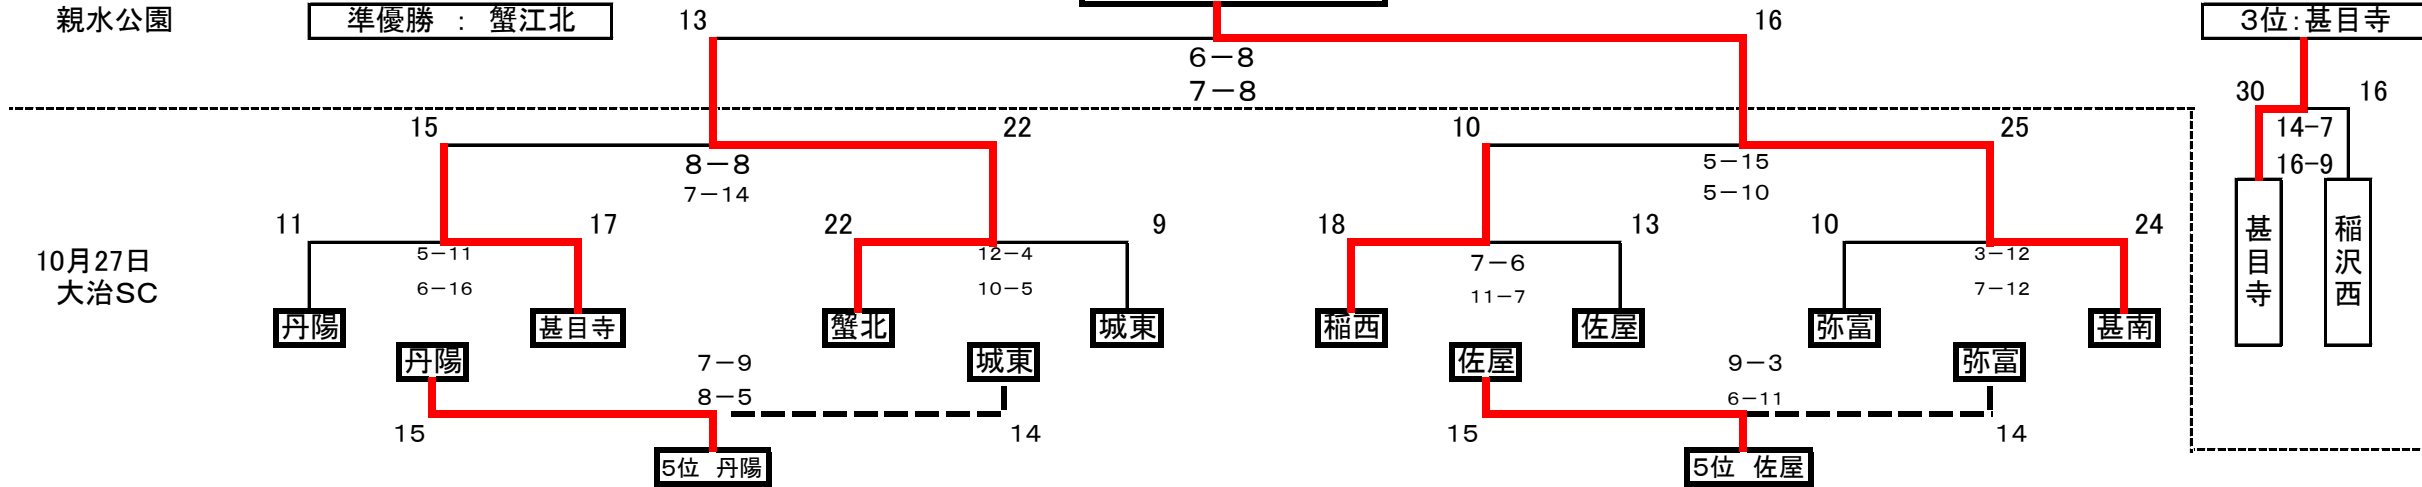 親水公園
準優勝 ： 蟹江北
13
16
3位：甚目寺
6－8
7－8
30
16
14-7
16-9
甚目寺
稲沢西
15
22
8－8
7－14
10
25
5－15
5－10
10月27日
大治SC
11
17
5－11
6－16
22
9
12－4
10－5
18
13
7－6
11－7
10
24
3－12
7－12
丹陽
甚目寺
蟹北
城東
稲西
佐屋
弥富
甚南
丹陽
7－9
8－5
城東
佐屋
9－3
6－11
弥富
15
14
15
14
5位 丹陽
5位 佐屋